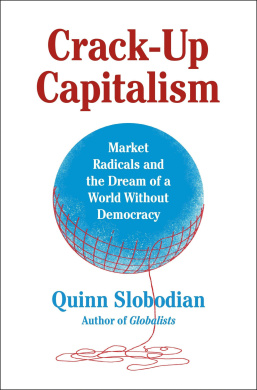 Crack-Up
Capitalism
Market
Radicals and
the Dream of a
World Without
Democracy
Quinn Slobodian
Author of Globalists